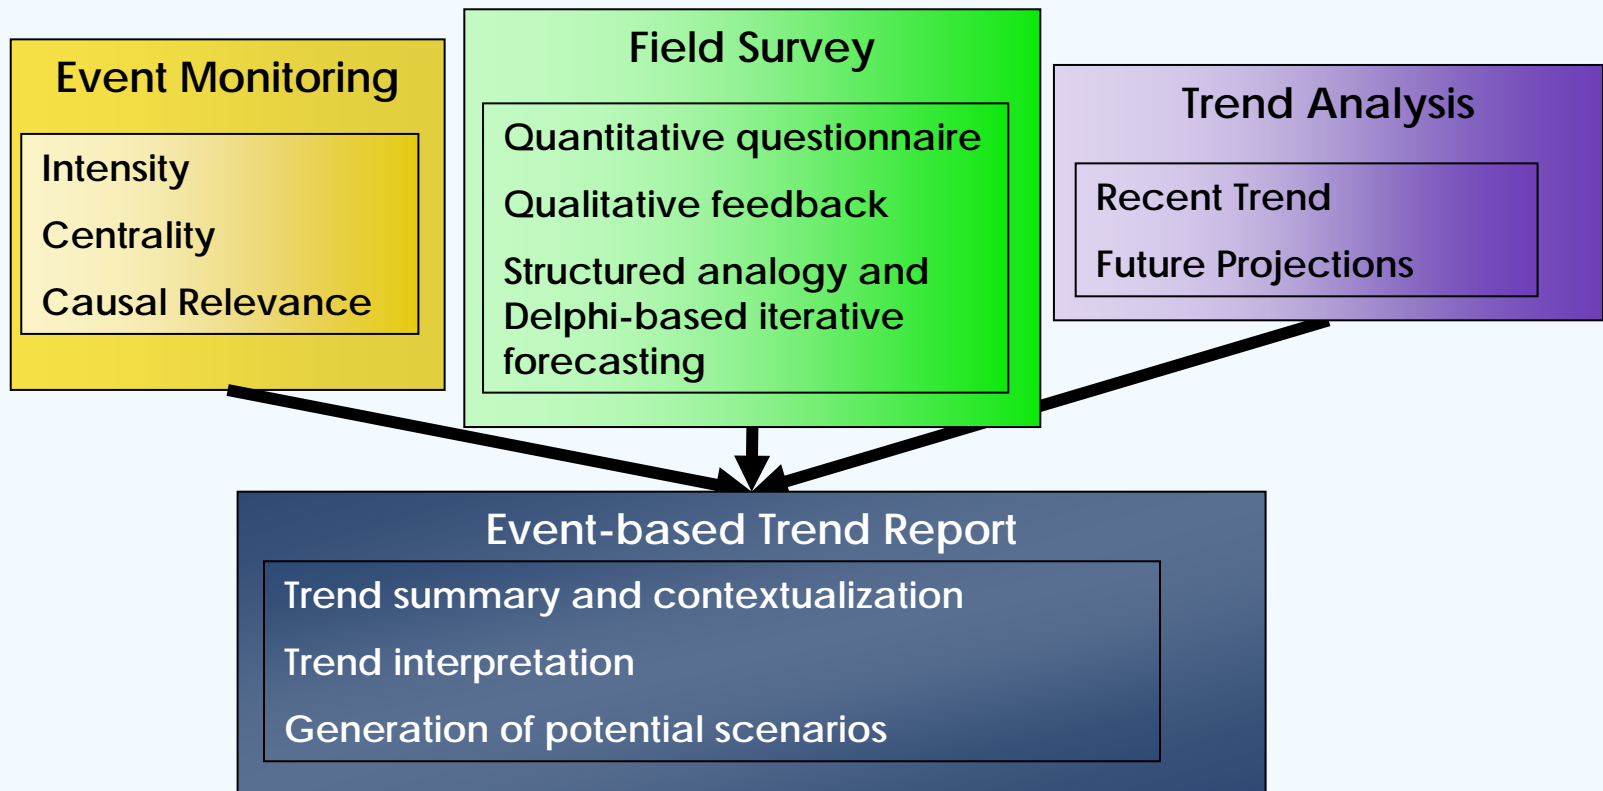 Event Monitoring
Intensity
Centrality
Causal Relevance
Field Survey
Quantitative questionnaire
Qualitative feedback
Structured analogy and
Delphi-based iterative
forecasting
Trend Analysis
Recent Trend
Future Projections
Event-based Trend Report
Trend summary and contextualization
Trend interpretation
Generation of potential scenarios